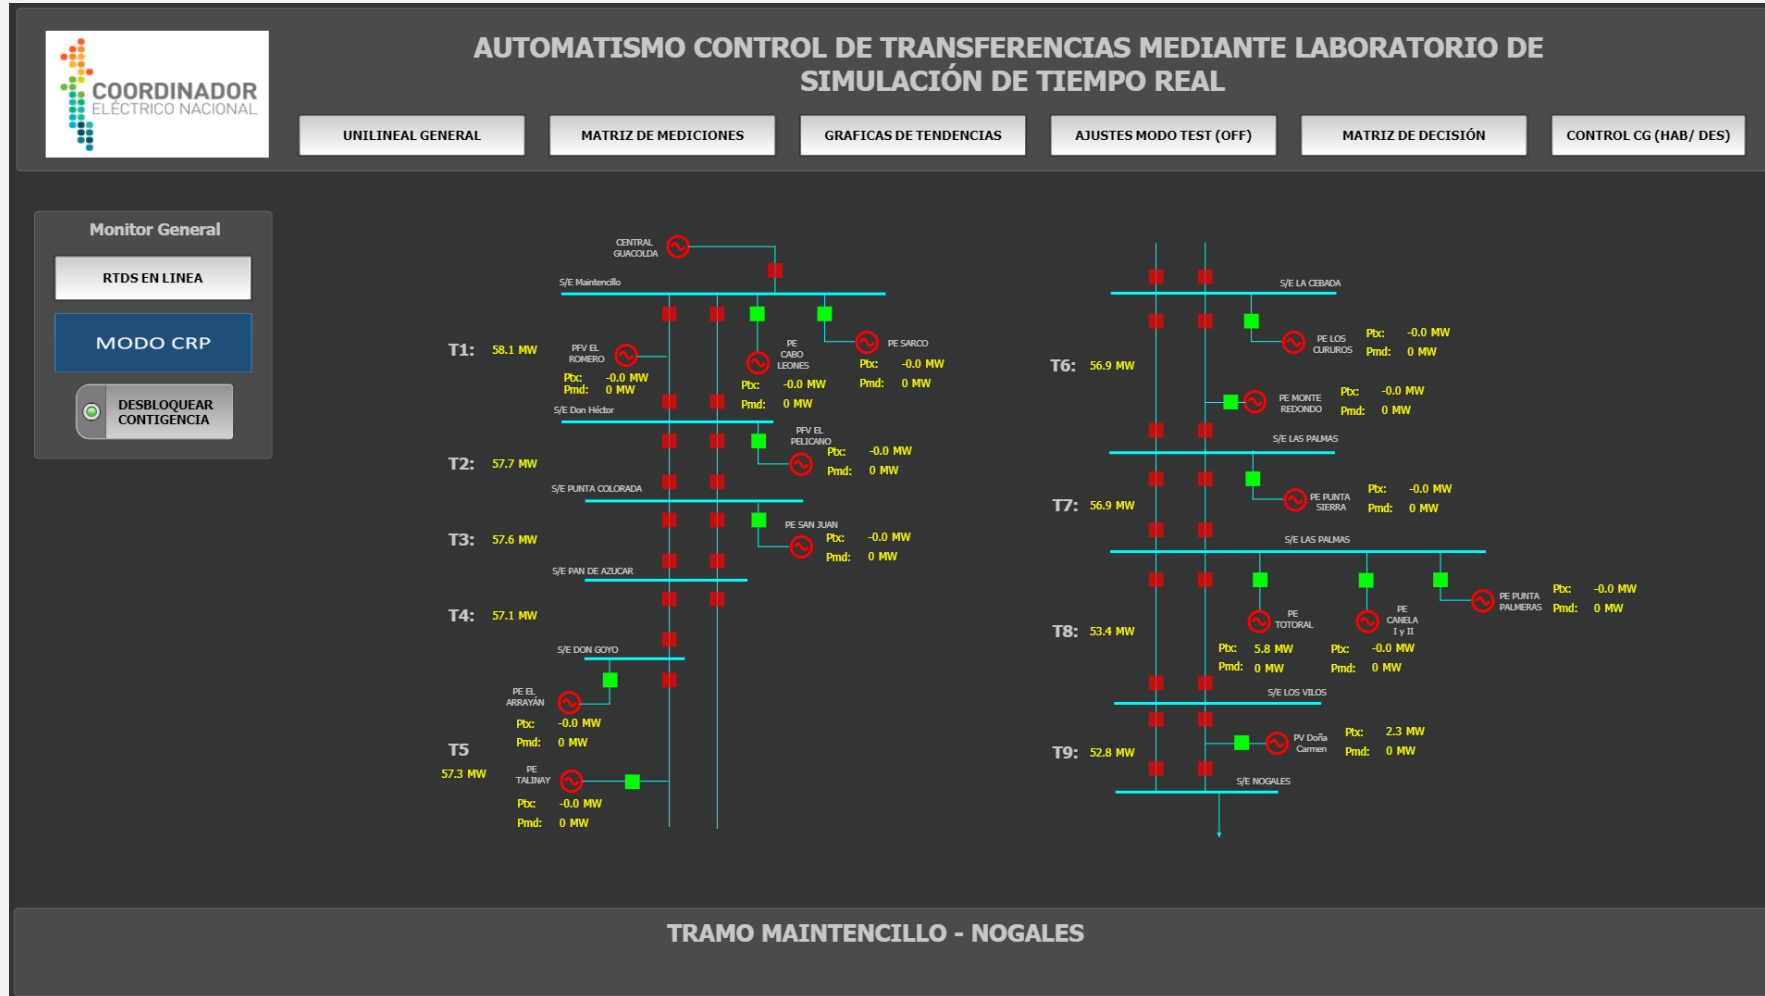 COORDINADOR
ELÉCTRICO NACIONAL
AUTOMATISMO CONTROL DE TRANSFERENCIAS MEDIANTE LABORATORIO DE
SIMULACIÓN DE TIEMPO REAL
UNILINEAL GENERAL
MATRIZ DE MEDICIONES
GRAFICAS DE TENDENCIAS
AJUSTES MODO TEST (OFF)
MATRIZ DE DECISIÓN
CONTROL CG (HAB/ DES)
Monitor General
RTDS EN LINEA
MODO CRP
DESBLOQUEAR
CONTIGENCIA
CENTRAL
GUACOLDA
S/E Maintencillo
T1: 58.1 MW
PFV EL
ROMERO
Ptx: -0.0 MW
Pmd: 0 MW
PE
CABO
LEONES
Ptx: -0.0 MW
Pmd: 0 MW
PE SARCO
Ptx: -0.0 MW
Pmd: 0 MW
S/E Don Héctor
T2: 57.7 MW
PFV EL
PELICANO
Ptx: -0.0 MW
Pmd: 0 MW
S/E PUNTA COLORADA
T3: 57.6 MW
PE SAN JUAN
Ptx: -0.0 MW
Pmd: 0 MW
S/E PAN DE AZUCAR
T4: 57.1 MW
S/E DON GOYO
PE EL
ARRAYÁN
Ptx: -0.0 MW
Pmd: 0 MW
T5
57.3 MW
PE
TALINAY
Ptx: -0.0 MW
Pmd: 0 MW
S/E LA CEBADA
T6: 56.9 MW
PE LOS
CURUROS
Ptx: -0.0 MW
Pmd: 0 MW
PE MONTE
REDONDO
Ptx: -0.0 MW
Pmd: 0 MW
S/E LAS PALMAS
T7: 56.9 MW
PE PUNTA
SIERRA
Ptx: -0.0 MW
Pmd: 0 MW
S/E LAS PALMAS
T8: 53.4 MW
PE
TOTORAL
Ptx: 5.8 MW
Pmd: 0 MW
PE
CANELA
I y II
Ptx: -0.0 MW
Pmd: 0 MW
PE PUNTA
PALMERAS
Ptx: -0.0 MW
Pmd: 0 MW
S/E LOS VILOS
T9: 52.8 MW
PV Doña
Carmen
Ptx: 2.3 MW
Pmd: 0 MW
S/E NOGALES
TRAMO MAINTENCILLO - NOGALES